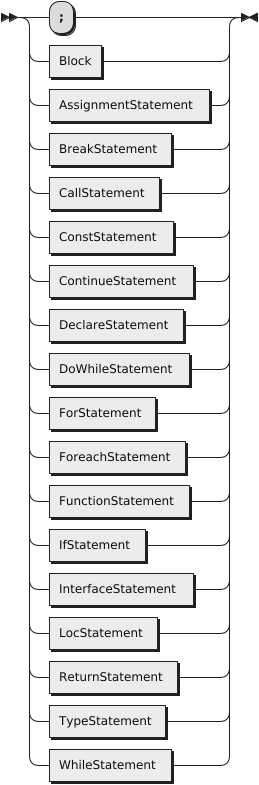 ;
Block
AssignmentStatement
BreakStatement
CallStatement
ConstStatement
ContinueStatement
DeclareStatement
DoWhileStatement
ForStatement
ForeachStatement
FunctionStatement
IfStatement
InterfaceStatement
LocStatement
ReturnStatement
TypeStatement
WhileStatement